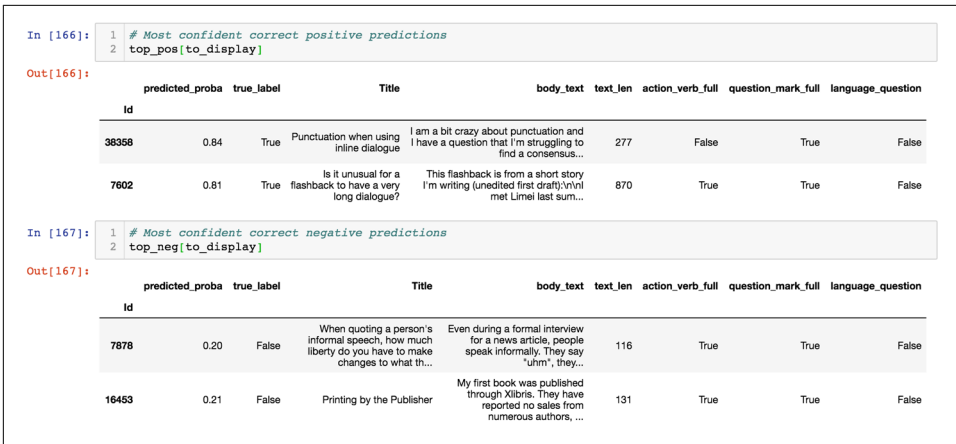 In [166]:
1 # Most confident correct positive predictions
2 top_pos[to_display]
Out[166]:
predicted_proba true_label Title body_text text_len action_verb_full question_mark_full language_question
Id
38358 0.84 True Punctuation when using inline dialogue I am a bit crazy about punctuation and I have a question that I'm struggling to find a consensus... 277 False True False
7602 0.81 True Is it unusual for a flashback to have a very long dialogue? This flashback is from a short story I'm writing (unedited first draft):\n\nI met Limei last sum... 870 True True False
In [167]:
1 # Most confident correct negative predictions
2 top_neg[to_display]
Out[167]:
predicted_proba true_label Title body_text text_len action_verb_full question_mark_full language_question
Id
7878 0.20 False When quoting a person's informal speech, how much liberty do you have to make changes to what th... Even during a formal interview for a news article, people speak informally. They say "uhm", they... 116 True True False
16453 0.21 False Printing by the Publisher My first book was published through Xlibris. They have reported no sales from numerous authors, ... 131 True True False